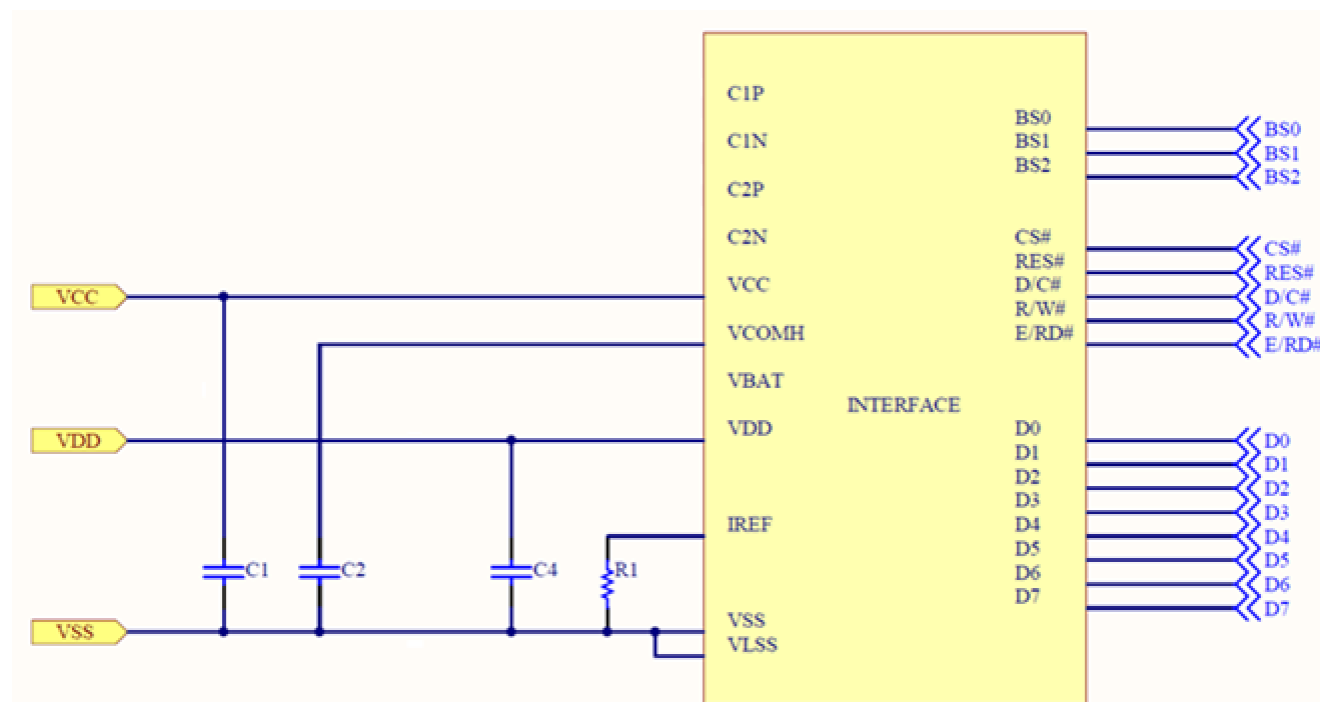 C1P
BS0 BS0
C1N BS1 BS1
BS2 BS2
C2P
C2N CS# CS#
RES# RES#
VCC VCC D/C# D/C#
R/W# R/W#
VCOMH E/RD# E/RD#
VBAT
INTERFACE
VDD VDD D0 D0
D1 D1
D2 D2
D3 D3
IREF D4 D4
D5 D5
C1 C2 C4 R1 D6 D6
D7 D7
VSS VSS
VLSS